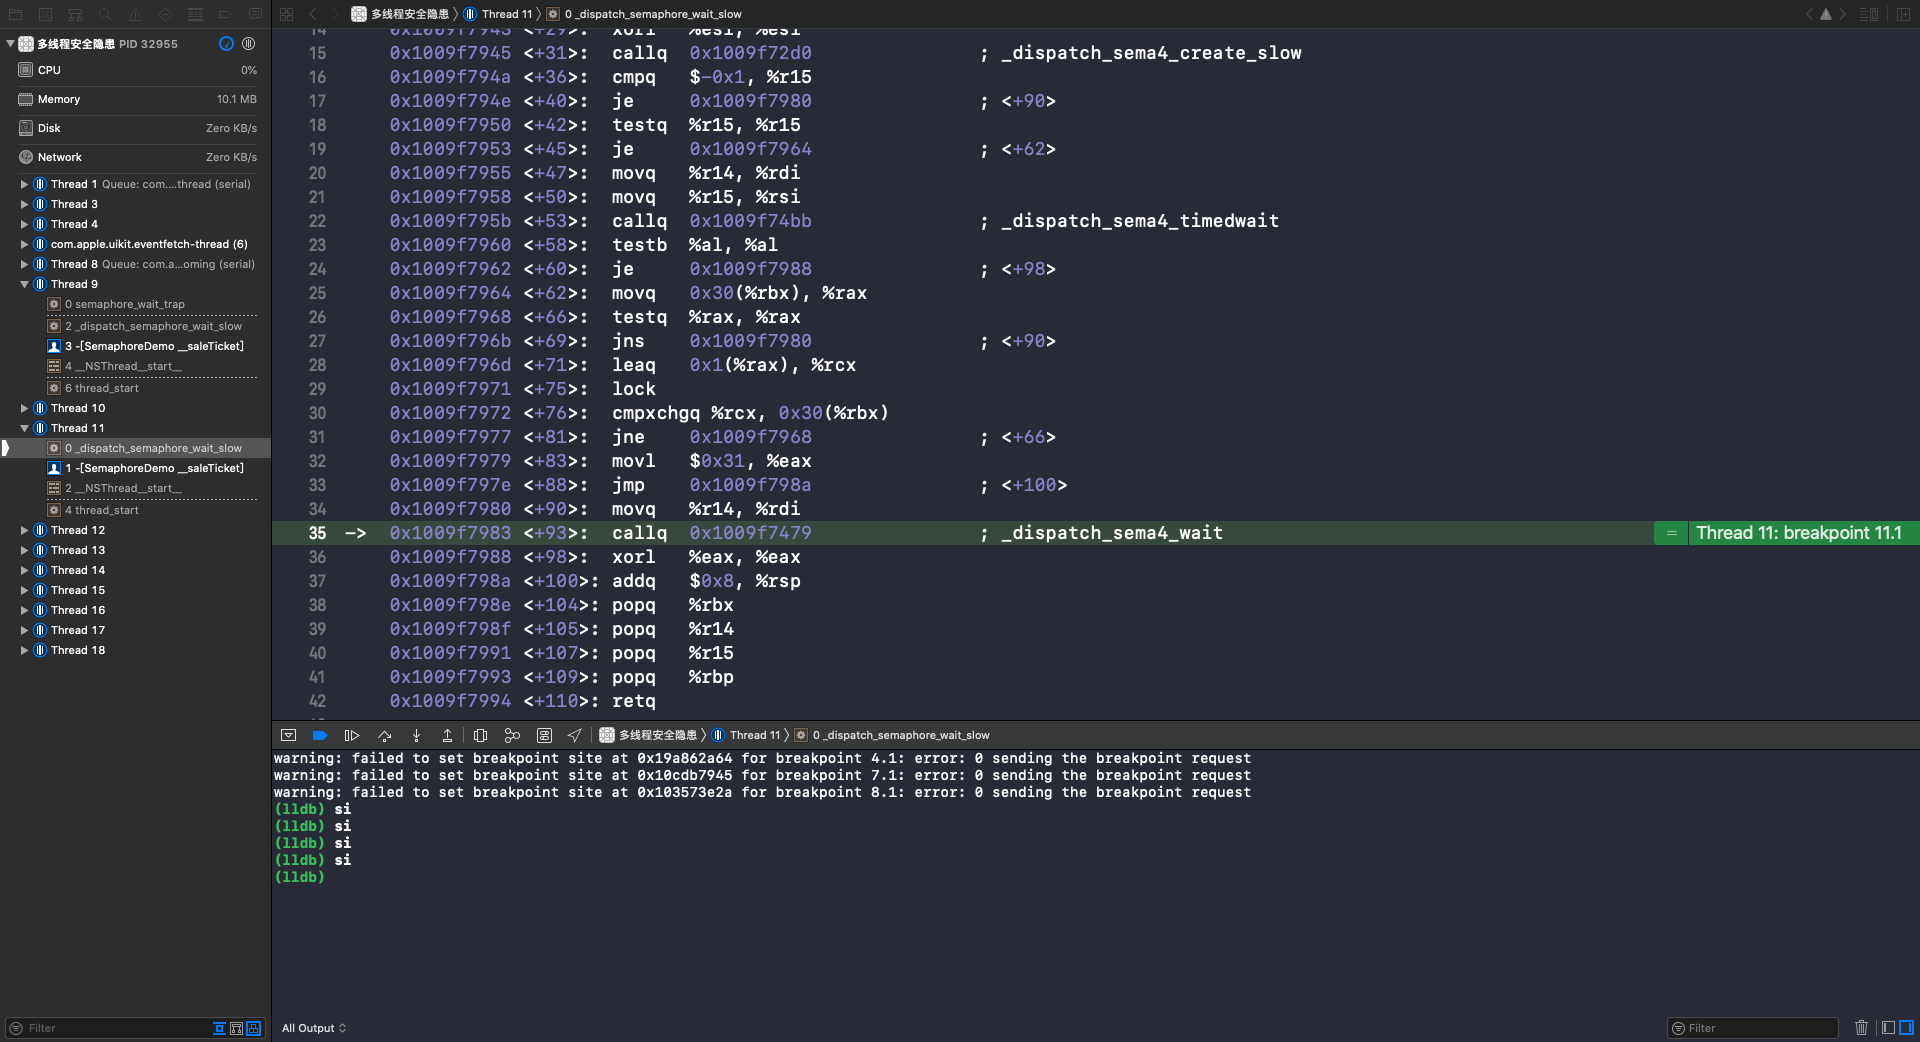 多线程安全隐患 PID 32955
CPU 0%
Memory 10.1 MB
Disk Zero KB/s
Network Zero KB/s
Thread 1 Queue: com....thread (serial)
Thread 3
Thread 4
com.apple.uikit.eventfetch-thread (6)
Thread 8 Queue: com.a...oming (serial)
Thread 9
0 semaphore_wait_trap
2 _dispatch_semaphore_wait_slow
3 -[SemaphoreDemo __saleTicket]
4 __NSThread__start__
6 thread_start
Thread 10
Thread 11
0 _dispatch_semaphore_wait_slow
1 -[SemaphoreDemo __saleTicket]
2 __NSThread__start__
4 thread_start
Thread 12
Thread 13
Thread 14
Thread 15
Thread 16
Thread 17
Thread 18
Filter
多线程安全隐患 〉 Thread 11 〉 0 _dispatch_semaphore_wait_slow
14 0x1009f7943 <+29>: xorl %esi, %esi
15 0x1009f7945 <+31>: callq 0x1009f72d0 ; _dispatch_sema4_create_slow
16 0x1009f794a <+36>: cmpq $-0x1, %r15
17 0x1009f794e <+40>: je 0x1009f7980 ; <+90>
18 0x1009f7950 <+42>: testq %r15, %r15
19 0x1009f7953 <+45>: je 0x1009f7964 ; <+62>
20 0x1009f7955 <+47>: movq %r14, %rdi
21 0x1009f7958 <+50>: movq %r15, %rsi
22 0x1009f795b <+53>: callq 0x1009f74bb ; _dispatch_sema4_timedwait
23 0x1009f7960 <+58>: testb %al, %al
24 0x1009f7962 <+60>: je 0x1009f7988 ; <+98>
25 0x1009f7964 <+62>: movq 0x30(%rbx), %rax
26 0x1009f7968 <+66>: testq %rax, %rax
27 0x1009f796b <+69>: jns 0x1009f7980 ; <+90>
28 0x1009f796d <+71>: leaq 0x1(%rax), %rcx
29 0x1009f7971 <+75>: lock
30 0x1009f7972 <+76>: cmpxchgq %rcx, 0x30(%rbx)
31 0x1009f7977 <+81>: jne 0x1009f7968 ; <+66>
32 0x1009f7979 <+83>: movl $0x31, %eax
33 0x1009f797e <+88>: jmp 0x1009f798a ; <+100>
34 0x1009f7980 <+90>: movq %r14, %rdi
35 -> 0x1009f7983 <+93>: callq 0x1009f7479 ; _dispatch_sema4_wait = Thread 11: breakpoint 11.1
36 0x1009f7988 <+98>: xorl %eax, %eax
37 0x1009f798a <+100>: addq $0x8, %rsp
38 0x1009f798e <+104>: popq %rbx
39 0x1009f798f <+105>: popq %r14
40 0x1009f7991 <+107>: popq %r15
41 0x1009f7993 <+109>: popq %rbp
42 0x1009f7994 <+110>: retq
多线程安全隐患 〉 Thread 11 〉 0 _dispatch_semaphore_wait_slow
warning: failed to set breakpoint site at 0x19a862a64 for breakpoint 4.1: error: 0 sending the breakpoint request
warning: failed to set breakpoint site at 0x10cdb7945 for breakpoint 7.1: error: 0 sending the breakpoint request
warning: failed to set breakpoint site at 0x103573e2a for breakpoint 8.1: error: 0 sending the breakpoint request
(lldb) si
(lldb) si
(lldb) si
(lldb) si
(lldb)
All Output
Filter